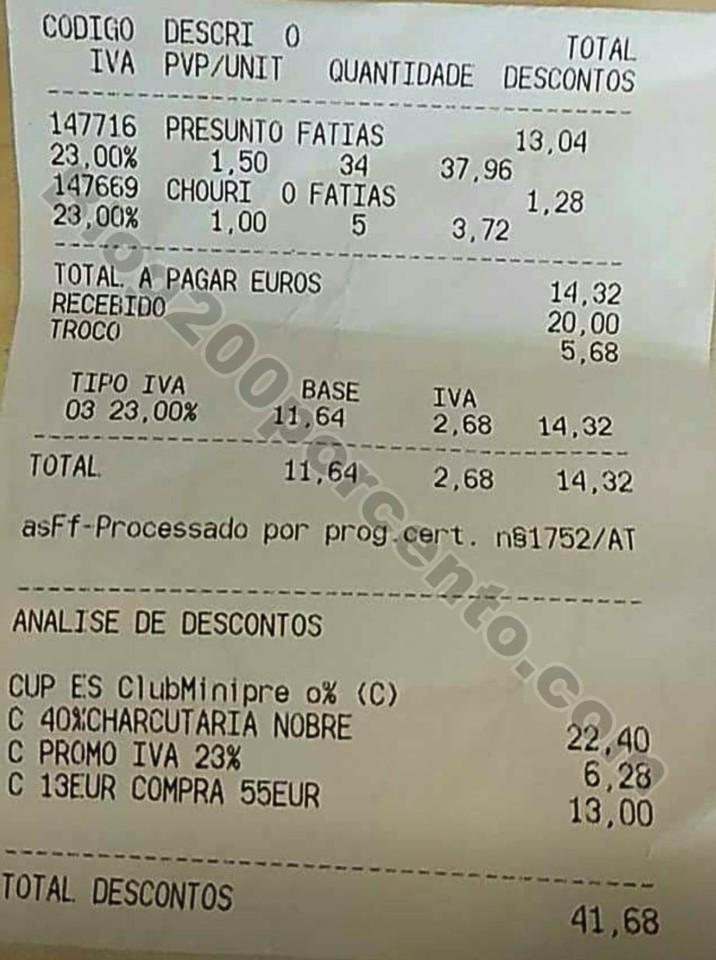 CODIGO DESCRI O TOTAL
IVA PVP/UNIT QUANTIDADE DESCONTOS
147716 PRESUNTO FATIAS 13,04
23,00% 1,50 34 37,96
147669 CHOURI O FATIAS 1,28
23,00% 1,00 5 3,72
TOTAL A PAGAR EUROS 14,32
RECEBIDO 20,00
TROCO 5,68
TIPO IVA BASE IVA
03 23,00% 11,64 2,68 14,32
TOTAL 11,64 2,68 14,32
asFf-Processado por prog.cert. n§1752/AT
ANALISE DE DESCONTOS
CUP ES ClubMinipre o% (C)
C 40%CHARCUTARIA NOBRE 22,40
C PROMO IVA 23% 6,28
C 13EUR COMPRA 55EUR 13,00
TOTAL DESCONTOS 41,68